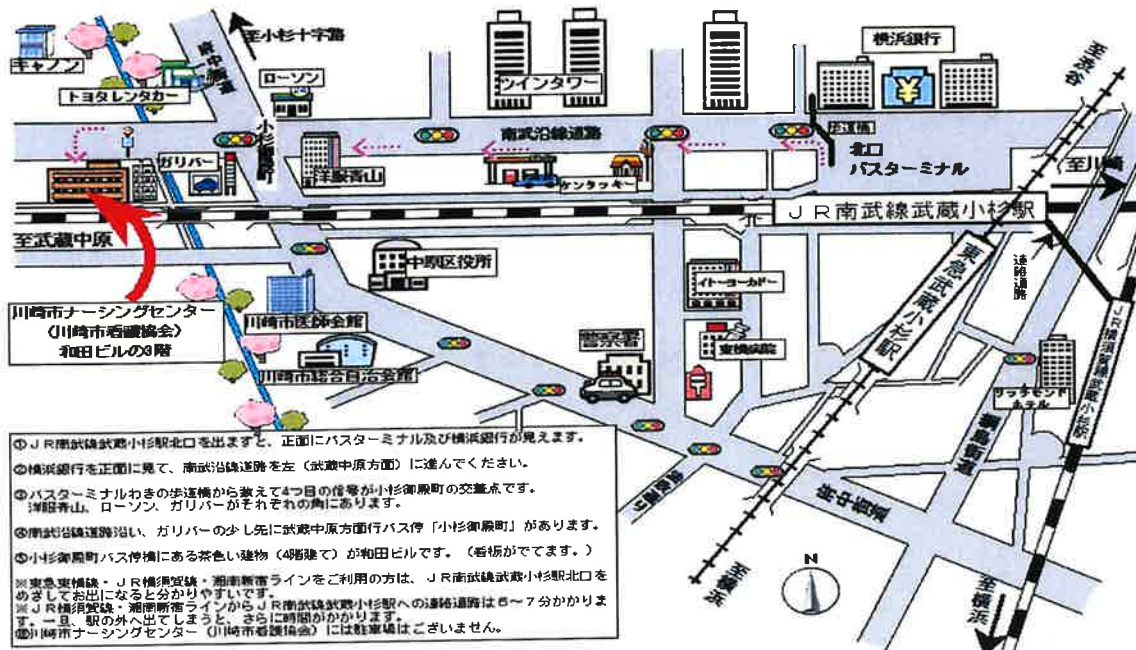 至小杉十字路
キャノン
府中街道
トヨタレンタカー
ローソン
ツインタワー
横浜銀行
至渋谷
小杉御殿町
南武沿線道路
歩道橋
北口
バスターミナル
至川崎
ガリバー
洋服青山
ケンタッキー
JR南武線武蔵小杉駅
至武蔵中原
中原区役所
イトーヨーカドー
東急武蔵小杉駅
連絡通路
JR横須賀線武蔵小杉駅
川崎市ナーシングセンター
(川崎市看護協会)
和田ビルの3階
川崎市医師会館
川崎市総合自治会館
警察署
東横病院
リッチモンド
ホテル
綱島街道
府中街道
至横浜
N
至横浜
①JR南武線武蔵小杉駅北口を出ますと、正面にバスターミナル及び横浜銀行が見えます。
②横浜銀行を正面に見て、南武沿線道路を左(武蔵中原方面)に進んでください。
③バスターミナルわきの歩道橋から数えて4つ目の信号が小杉御殿町の交差点です。
洋服青山、ローソン、ガリバーがそれぞれの角にあります。
④南武沿線道路沿い、ガリバーの少し先に武蔵中原方面行バス停「小杉御殿町」があります。
⑤小杉御殿町バス停横にある茶色い建物(4階建て)が和田ビルです。(看板がでてます。)
※東急東横線・JR横須賀線・湘南新宿ラインをご利用の方は、JR南武線武蔵小杉駅北口を
めざしてお出になると分かりやすいです。
※JR横須賀線・湘南新宿ラインからJR南武線武蔵小杉駅への連絡通路は6～7分かかりま
す。一旦、駅の外へ出てしまうと、さらに時間がかかります。
川崎市ナーシングセンター(川崎市看護協会)には駐車場はございません。